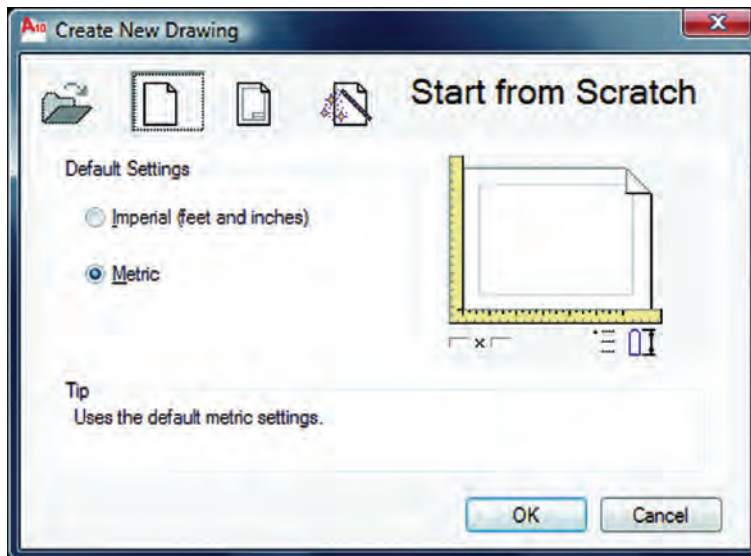 A10 Create New Drawing
Start from Scratch
Default Settings
Imperial (feet and inches)
Metric
Tip
Uses the default metric settings.
OK Cancel